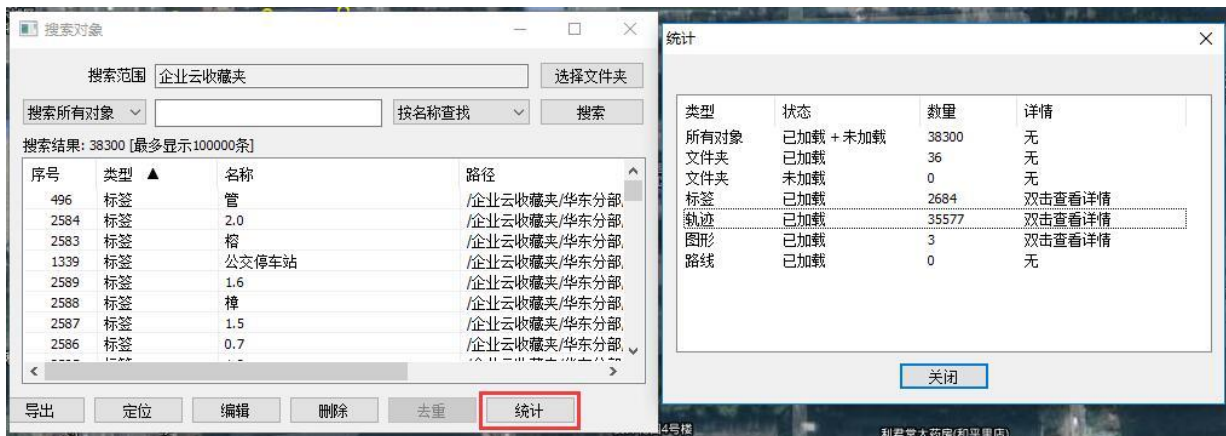 搜索对象
搜索范围 企业云收藏夹 选择文件夹
搜索所有对象 按名称查找 搜索
搜索结果: 38300 [最多显示100000条]
序号 类型 ▲ 名称 路径
496 标签 管 /企业云收藏夹/华东分部
2584 标签 2.0 /企业云收藏夹/华东分部
2583 标签 榕 /企业云收藏夹/华东分部
1339 标签 公交停车站 /企业云收藏夹/华东分部
2589 标签 1.6 /企业云收藏夹/华东分部
2588 标签 樟 /企业云收藏夹/华东分部
2587 标签 1.5 /企业云收藏夹/华东分部
2586 标签 0.7 /企业云收藏夹/华东分部
导出 定位 编辑 删除 去重 统计
统计
类型 状态 数量 详情
所有对象 已加载 + 未加载 38300 无
文件夹 已加载 36 无
文件夹 未加载 0 无
标签 已加载 2684 双击查看详情
轨迹 已加载 35577 双击查看详情
图形 已加载 3 双击查看详情
路线 已加载 0 无
关闭
4号楼
利君堂大药房(和平里店)